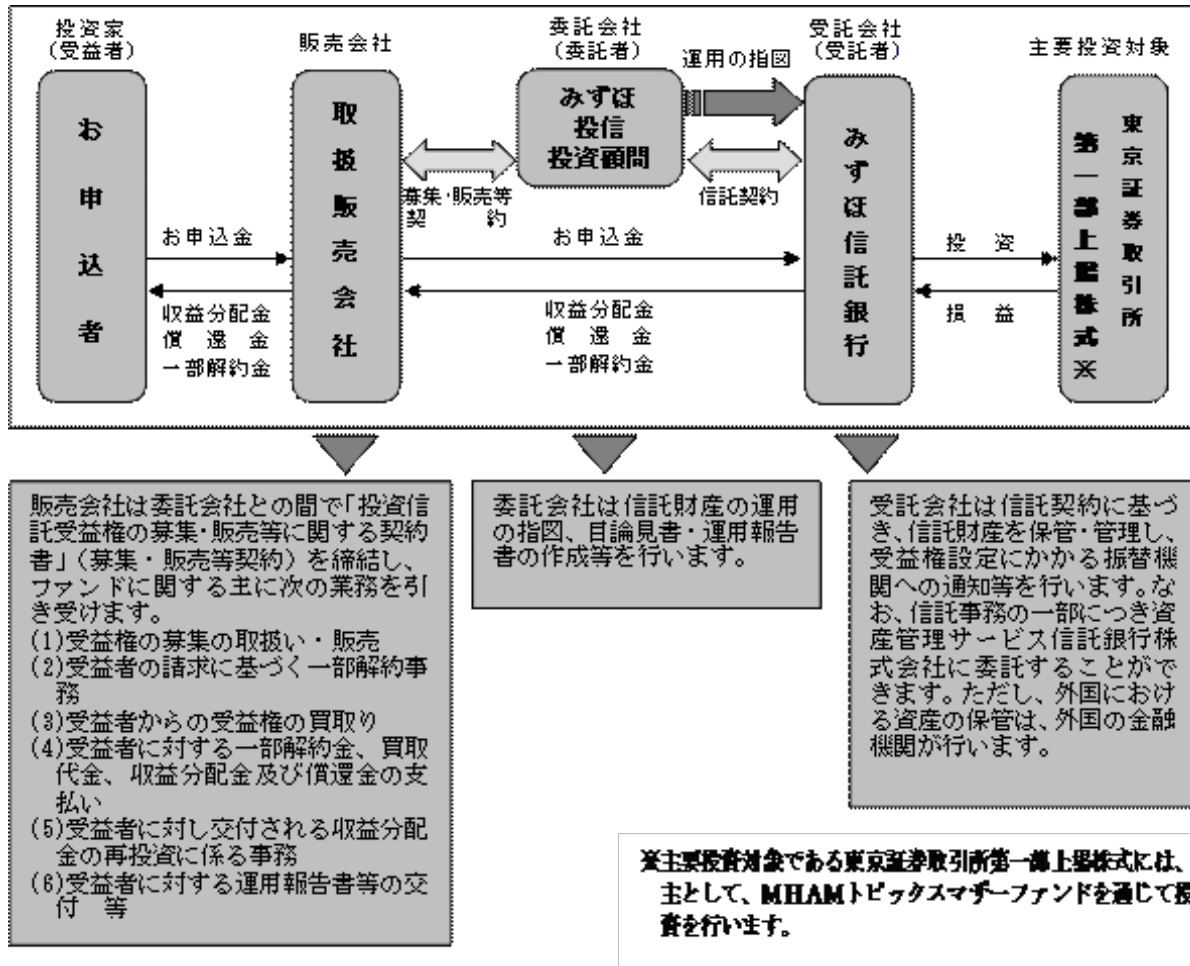 投資家
(受益者)
販売会社
委託会社
(委託者)
受託会社
(受託者)
主要投資対象
運用の指図
お申込者
取扱販売会社
みずほ
投信
投資顧問
みずほ信託銀行
東京証券取引所
第一部上場株式※
募集・販売等
契　　約
信託契約
お申込金
お申込金
投　資
収益分配金
償　還　金
一部解約金
収益分配金
償　還　金
一部解約金
損　益
販売会社は委託会社との間で「投資信
託受益権の募集・販売等に関する契約
書」（募集・販売等契約）を締結し、
ファンドに関する主に次の業務を引
き受けます。
(1)受益権の募集の取扱い・販売
(2)受益者の請求に基づく一部解約事
務
(3)受益者からの受益権の買取り
(4)受益者に対する一部解約金、買取
代金、収益分配金及び償還金の支
払い
(5)受益者に対し交付される収益分配
金の再投資に係る事務
(6)受益者に対する運用報告書等の交
付　等
委託会社は信託財産の運用
の指図、目論見書・運用報告
書の作成等を行います。
受託会社は信託契約に基づ
き、信託財産を保管・管理し、
受益権設定にかかる振替機
関への通知等を行います。な
お、信託事務の一部につき資
産管理サービス信託銀行株
式会社に委託することがで
きます。ただし、外国におけ
る資産の保管は、外国の金融
機関が行います。
※主要投資対象である東京証券取引所第一部上場株式には、
主として、MHAMトピックスマザーファンドを通じて投
資を行います。